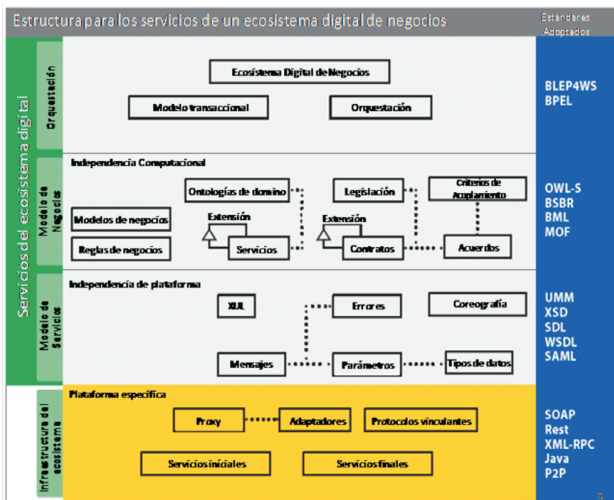 Estructura para los servicios de un ecosistema digital de negocios
Estándares
Adoptados
Servicios del ecosistema digital
Orquestación
Ecosistema Digital de Negocios
Modelo transaccional
Orquestación
BLEP4WS
BPEL
Modelo de
Negocios
Independencia Computacional
Ontologías de domino
Legislación
Criterios de
Acoplamiento
Modelos de negocios
Extensión
Extensión
Reglas de negocios
Servicios
Contratos
Acuerdos
OWL-S
BSBR
BML
MOF
Modelo de
Servicios
Independencia de plataforma
XUL
Errores
Coreografía
Mensajes
Parámetros
Tipos de datos
UMM
XSD
SDL
WSDL
SAML
Infraestructura del
ecosistema
Plataforma especifica
Proxy
Adaptadores
Protocolos vinculantes
Servicios iniciales
Servicios finales
SOAP
Rest
XML-RPC
Java
P2P